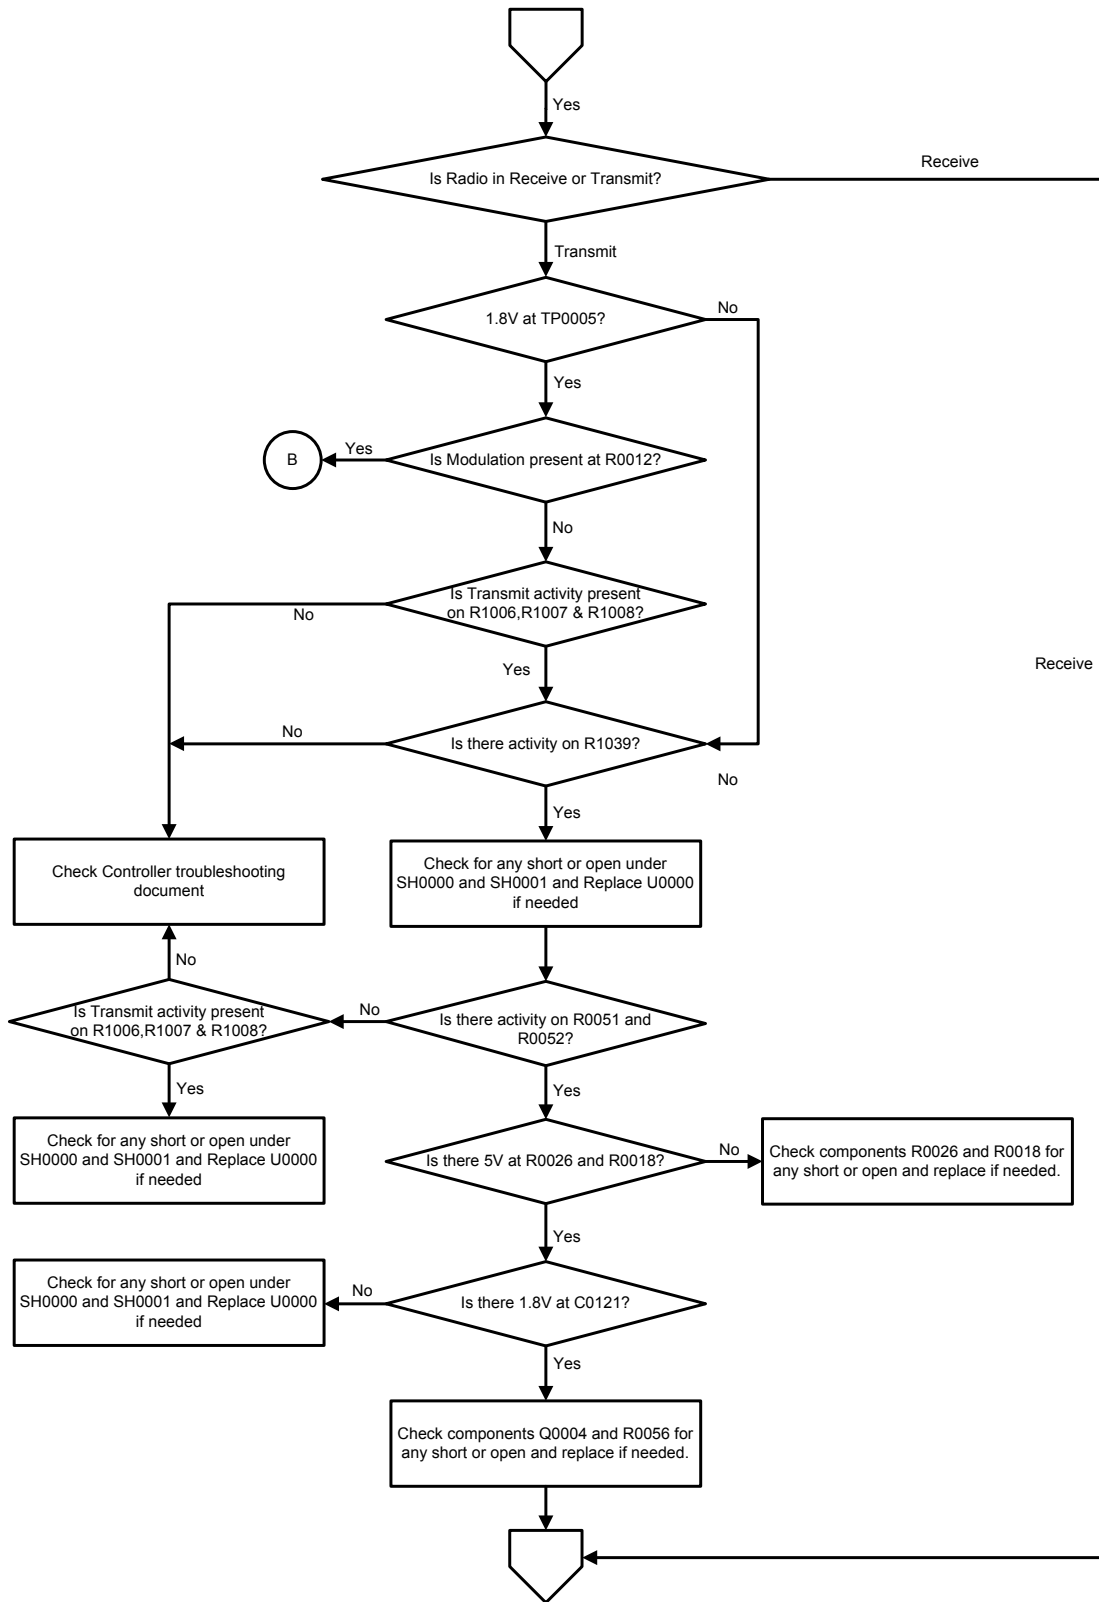 Yes
Is Radio in Receive or Transmit?
Receive
Transmit
1.8V at TP0005?
No
Yes
Is Modulation present at R0012?
Yes
B
No
Is Transmit activity present
on R1006,R1007 & R1008?
No
Yes
Receive
Is there activity on R1039?
No
No
Yes
Check Controller troubleshooting
document
Check for any short or open under
SH0000 and SH0001 and Replace U0000
if needed
No
Is Transmit activity present
on R1006,R1007 & R1008?
No
Is there activity on R0051 and
R0052?
Yes
Yes
Check for any short or open under
SH0000 and SH0001 and Replace U0000
if needed
Is there 5V at R0026 and R0018?
No
Check components R0026 and R0018 for
any short or open and replace if needed.
Yes
Check for any short or open under
SH0000 and SH0001 and Replace U0000
if needed
No
Is there 1.8V at C0121?
Yes
Check components Q0004 and R0056 for
any short or open and replace if needed.